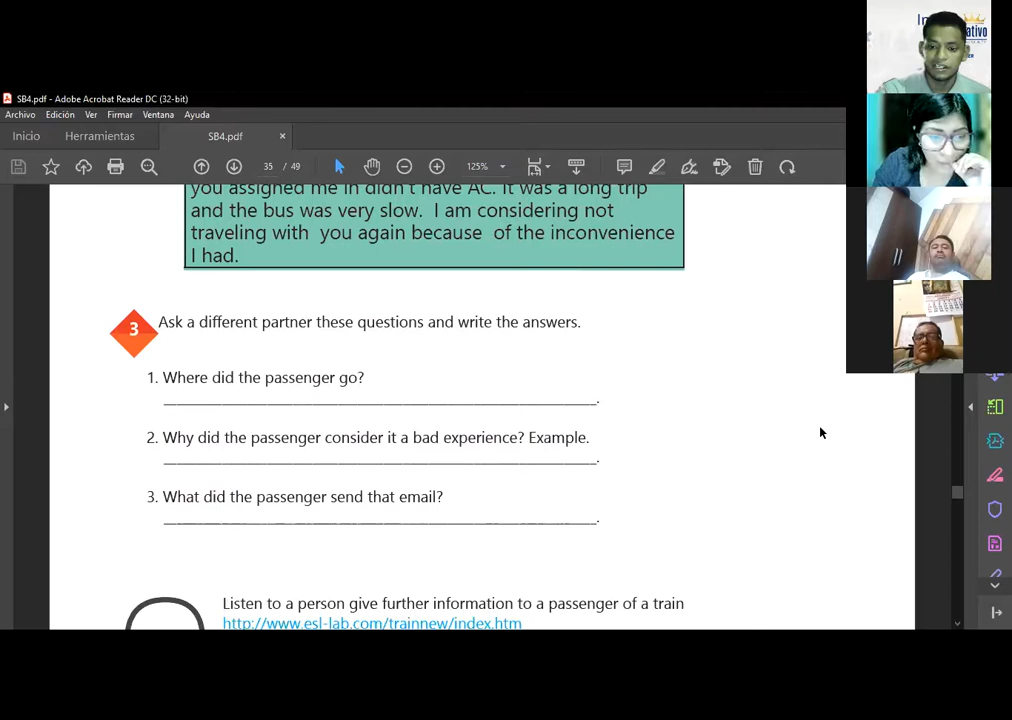 SB4.pdf - Adobe Acrobat Reader DC (32-bit)
Archivo Edición Ver Firmar Ventana Ayuda
Inicio Herramientas SB4.pdf ×
35 / 49 125%
you assigned me in didn't have AC. It was a long trip
and the bus was very slow. I am considering not
traveling with you again because of the inconvenience
I had.
3 Ask a different partner these questions and write the answers.
1. Where did the passenger go?
2. Why did the passenger consider it a bad experience? Example.
3. What did the passenger send that email?
Listen to a person give further information to a passenger of a train
http://www.esl-lab.com/trainnew/index.htm